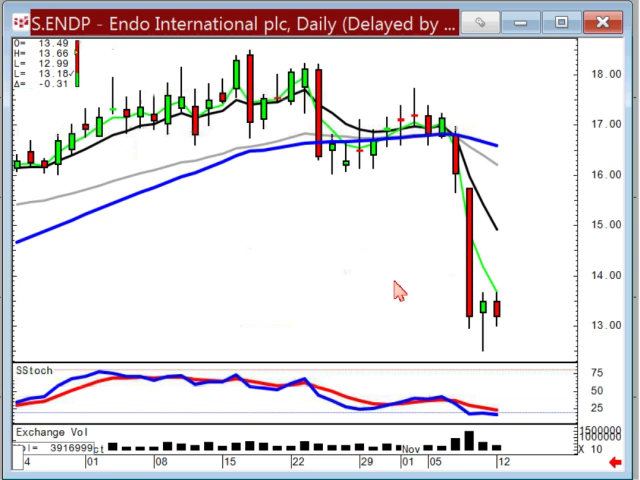 S.ENDP - Endo International plc, Daily (Delayed by ...
O= 13.49
H= 13.66
L= 12.99
L= 13.18
Δ= -0.31
18.00
17.00
16.00
15.00
14.00
13.00
SStoch
75
50
25
Exchange Vol
1500000
1000000
= 3916999
X 10
4 01 08 15 22 29 01 Nov 05 12